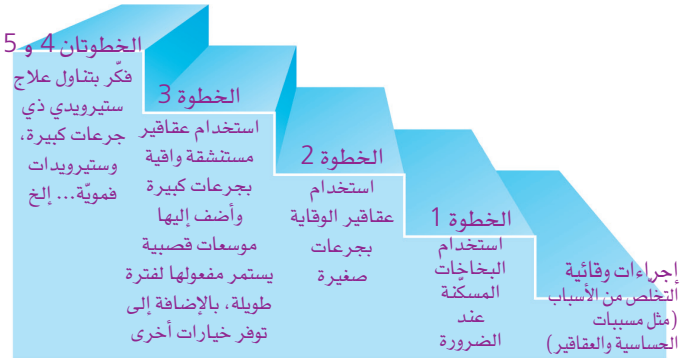 الخطوتان 4 و 5
فكّر بتناول علاج
ستيرويدي ذي
جرعات كبيرة،
وستيرويدات
فمويّة... إلخ
الخطوة 3
استخدام عقاقير
مستنشقة واقية
بجرعات كبيرة
وأضف إليها
موسعات قصبية
يستمر مفعولها لفترة
طويلة، بالإضافة إلى
توفر خيارات أخرى
الخطوة 2
استخدام
عقاقير الوقاية
بجرعات
صغيرة
الخطوة 1
استخدام
البخاخات
المسكّنة
عند
الضرورة
إجراءات وقائية
التخلّص من الأسباب
(مثل مسببات
الحساسية والعقاقير)